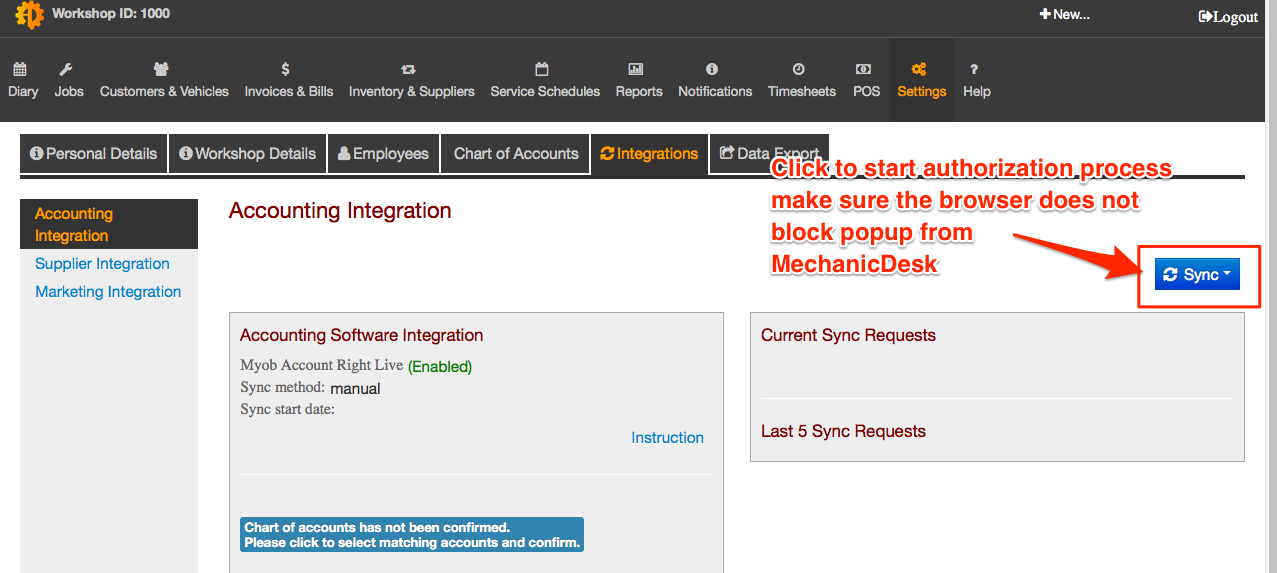 Workshop ID: 1000
New...
Logout
Diary
Jobs
Customers & Vehicles
Invoices & Bills
Inventory & Suppliers
Service Schedules
Reports
Notifications
Timesheets
POS
Settings
Help
Personal Details
Workshop Details
Employees
Chart of Accounts
Integrations
Data Export
Click to start authorization process
make sure the browser does not
block popup from
MechanicDesk
Accounting
Integration
Supplier Integration
Marketing Integration
Accounting Integration
Sync
Accounting Software Integration
Myob Account Right Live (Enabled)
Sync method: manual
Sync start date:
Instruction
Chart of accounts has not been confirmed.
Please click to select matching accounts and confirm.
Current Sync Requests
Last 5 Sync Requests